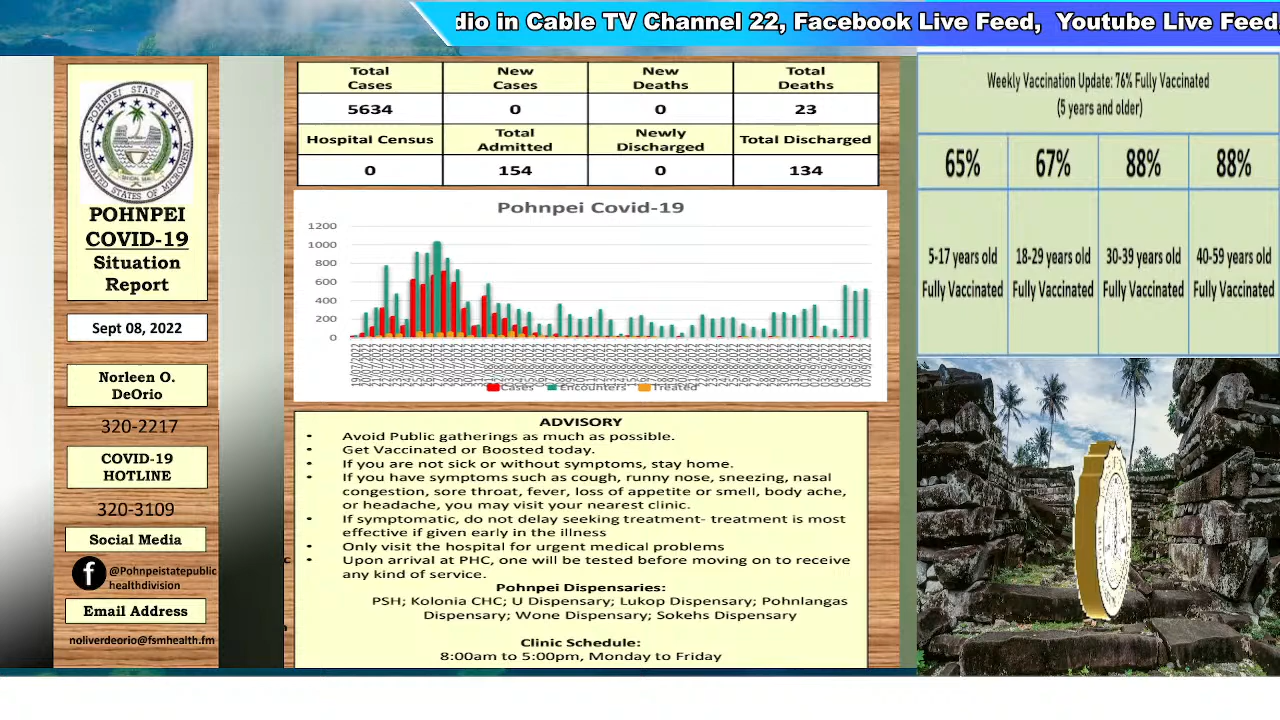 dio in Cable TV Channel 22, Facebook Live Feed, Youtube Live Feed,
POHNPEI STATE SEAL
FEDERATED STATES OF MICRONESIA
POHNPEI
COVID-19
Situation
Report
Sept 08, 2022
Norleen O.
DeOrio
320-2217
COVID-19
HOTLINE
320-3109
Social Media
@Pohnpeistatepublic
healthdivision
Email Address
noliverdeorio@fsmhealth.fm
Total Cases New Cases New Deaths Total Deaths
5634 0 0 23
Hospital Census Total Admitted Newly Discharged Total Discharged
0 154 0 134
Pohnpei Covid-19
1200
1000
800
600
400
200
0
Cases Encounters Treated
ADVISORY
• Avoid Public gatherings as much as possible.
• Get Vaccinated or Boosted today.
• If you are not sick or without symptoms, stay home.
• If you have symptoms such as cough, runny nose, sneezing, nasal
congestion, sore throat, fever, loss of appetite or smell, body ache,
or headache, you may visit your nearest clinic.
• If symptomatic, do not delay seeking treatment- treatment is most
effective if given early in the illness
• Only visit the hospital for urgent medical problems
• Upon arrival at PHC, one will be tested before moving on to receive
any kind of service.
Pohnpei Dispensaries:
PSH; Kolonia CHC; U Dispensary; Lukop Dispensary; Pohnlangas
Dispensary; Wone Dispensary; Sokehs Dispensary
Clinic Schedule:
8:00am to 5:00pm, Monday to Friday
Weekly Vaccination Update: 76% Fully Vaccinated
(5 years and older)
65% 67% 88% 88%
5-17 years old 18-29 years old 30-39 years old 40-59 years old
Fully Vaccinated Fully Vaccinated Fully Vaccinated Fully Vaccinated